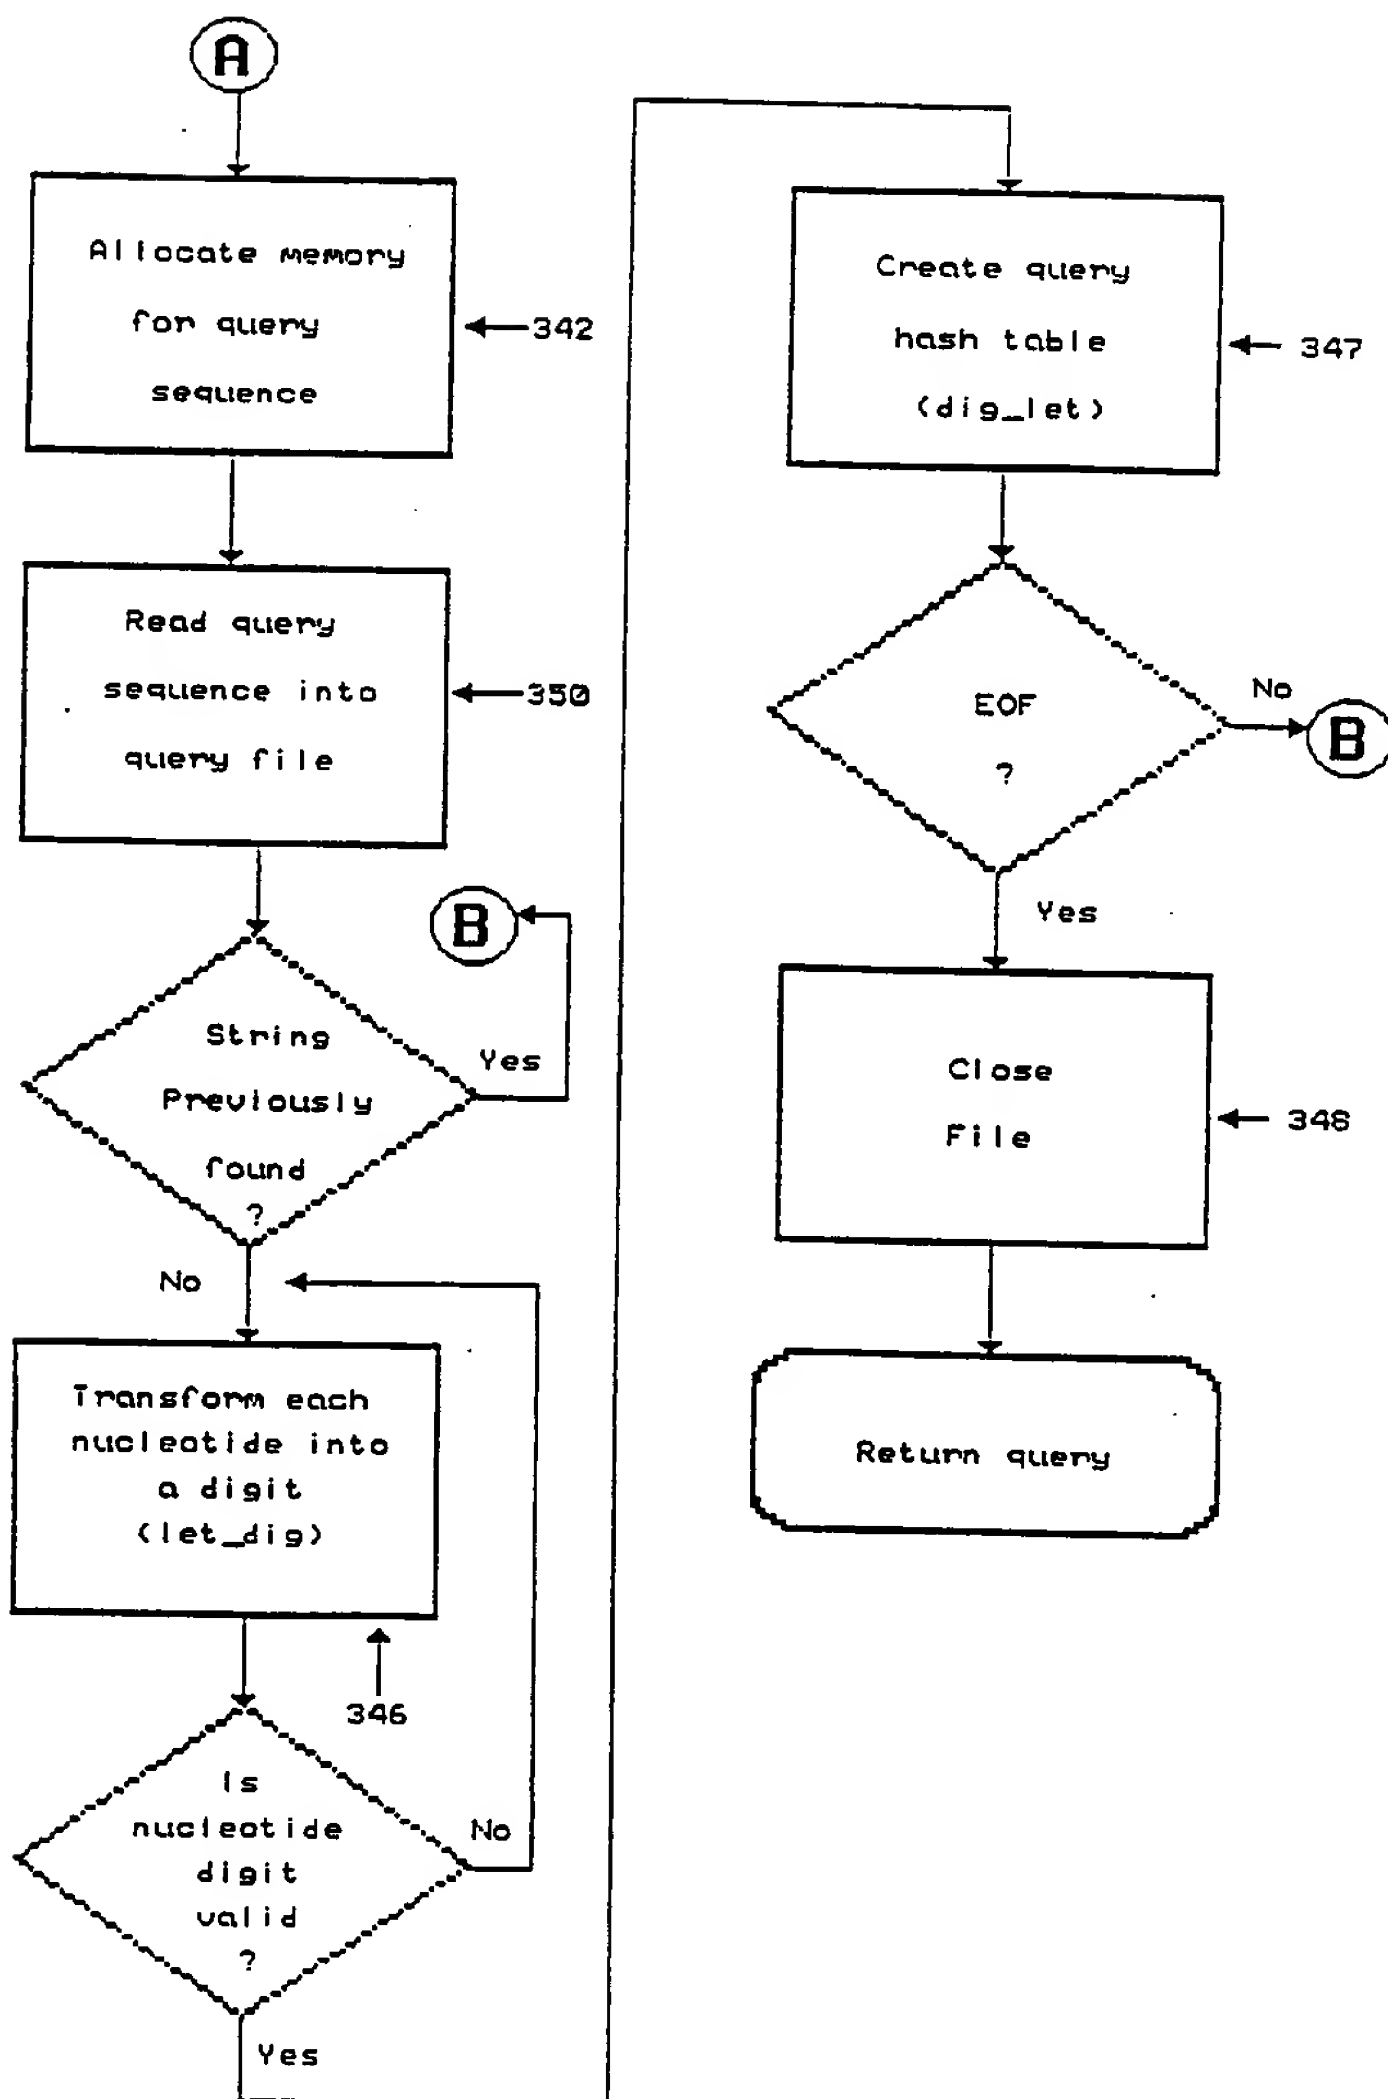 A
Allocate memory
for query
sequence
342
Read query
sequence into
query file
350
B
String
Previously
found
?
Yes
No
Transform each
nucleotide into
a digit
(let_dig)
346
Is
nucleotide
digit
valid
?
No
Yes
Create query
hash table
(dig_let)
347
EOF
?
No
B
Yes
Close
File
348
Return query